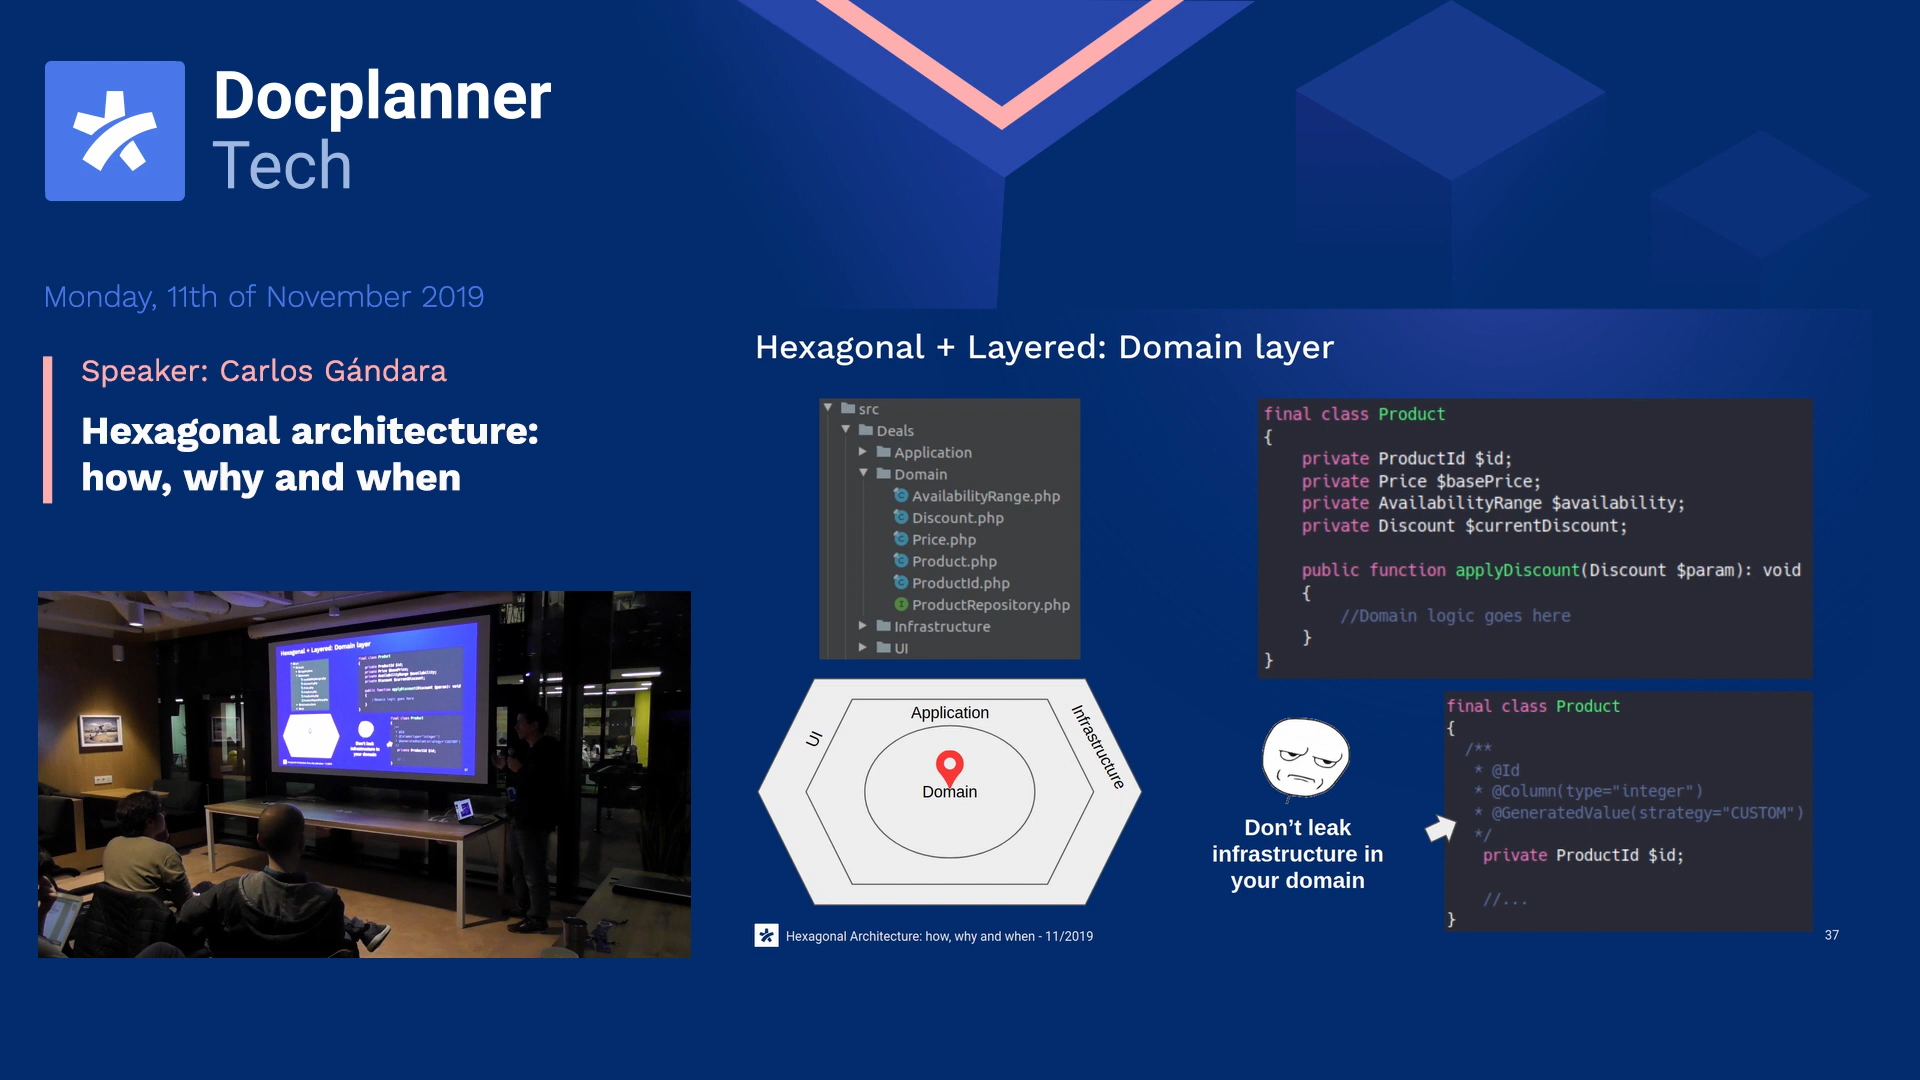 Docplanner
Tech
Monday, 11th of November 2019
Speaker: Carlos Gándara
Hexagonal architecture:
how, why and when
Hexagonal + Layered: Domain layer
src
Deals
Application
Domain
AvailabilityRange.php
Discount.php
Price.php
Product.php
ProductId.php
ProductRepository.php
Infrastructure
UI
final class Product
{
    private ProductId $id;
    private Price $basePrice;
    private AvailabilityRange $availability;
    private Discount $currentDiscount;
    public function applyDiscount(Discount $param): void
    {
        //Domain logic goes here
    }
}
UI
Application
Infrastructure
Domain
Don't leak
infrastructure in
your domain
final class Product
{
  /**
   * @Id
   * @Column(type="integer")
   * @GeneratedValue(strategy="CUSTOM")
   */
    private ProductId $id;
    //...
}
Hexagonal Architecture: how, why and when - 11/2019
37
Hexagonal + Layered: Domain layer